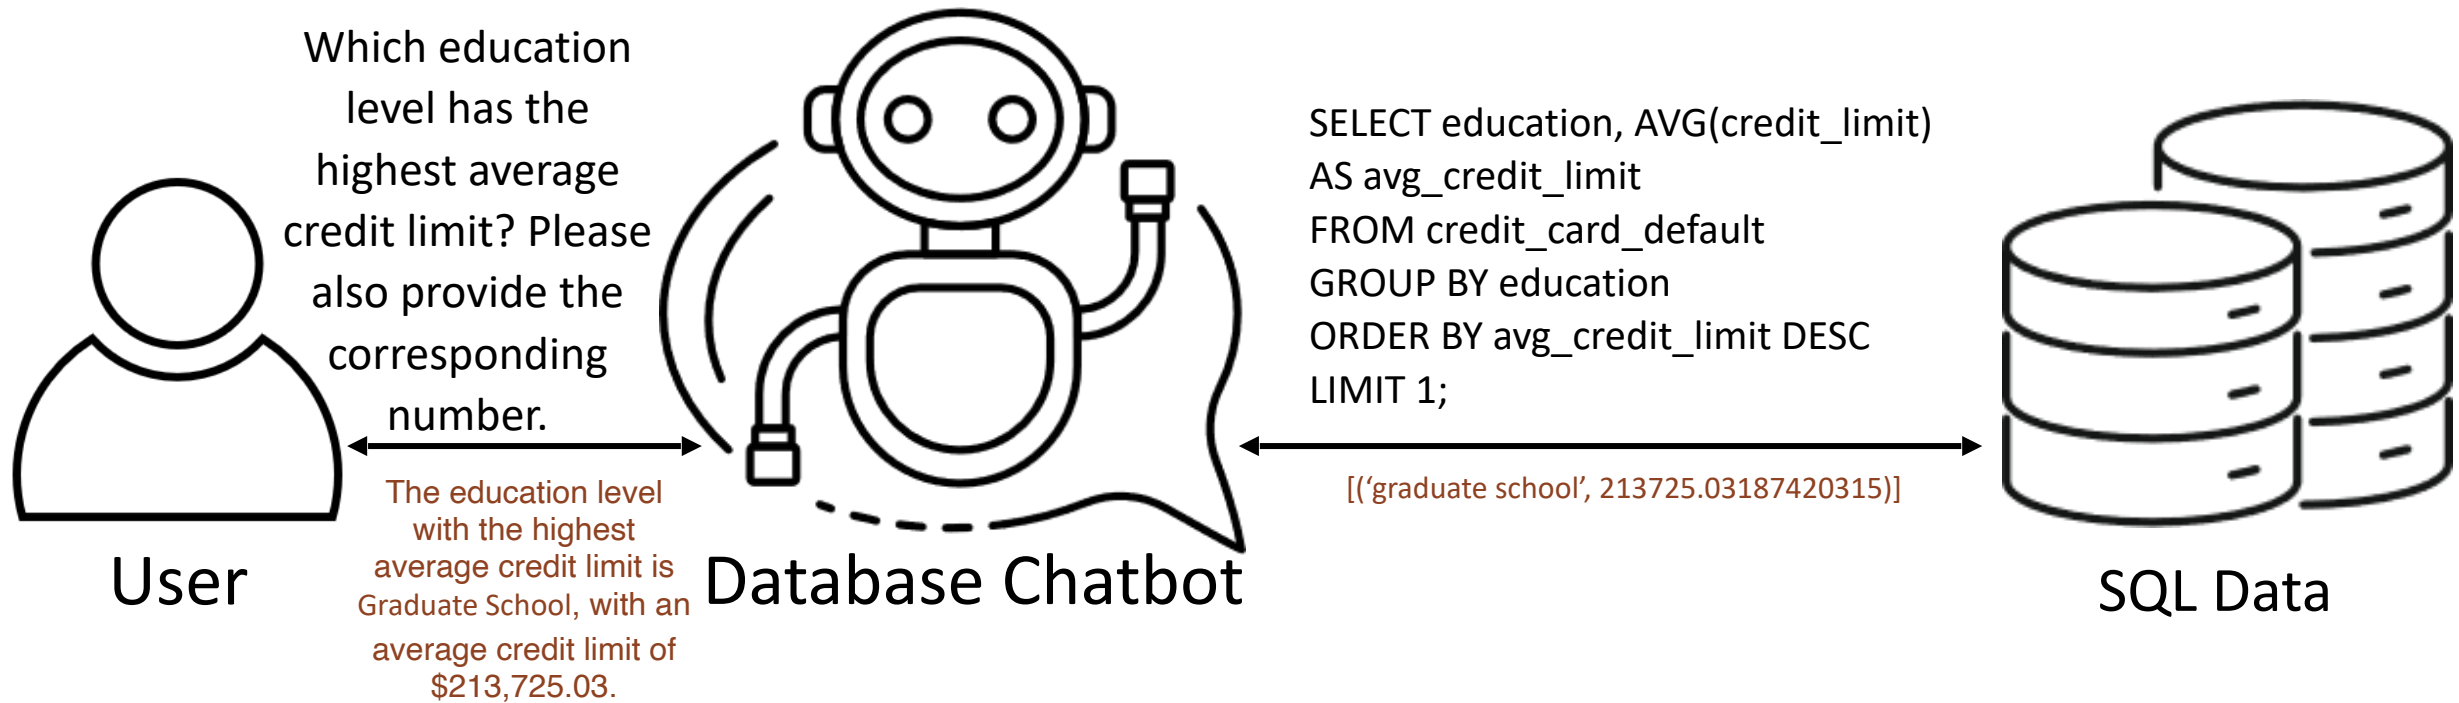 Which education
level has the
highest average
credit limit? Please
also provide the
corresponding
number.
The education level
with the highest
average credit limit is
Graduate School, with an
average credit limit of
$213,725.03.
SELECT education, AVG(credit_limit)
AS avg_credit_limit
FROM credit_card_default
GROUP BY education
ORDER BY avg_credit_limit DESC
LIMIT 1;
[(‘graduate school’, 213725.03187420315)]
User
Database Chatbot
SQL Data